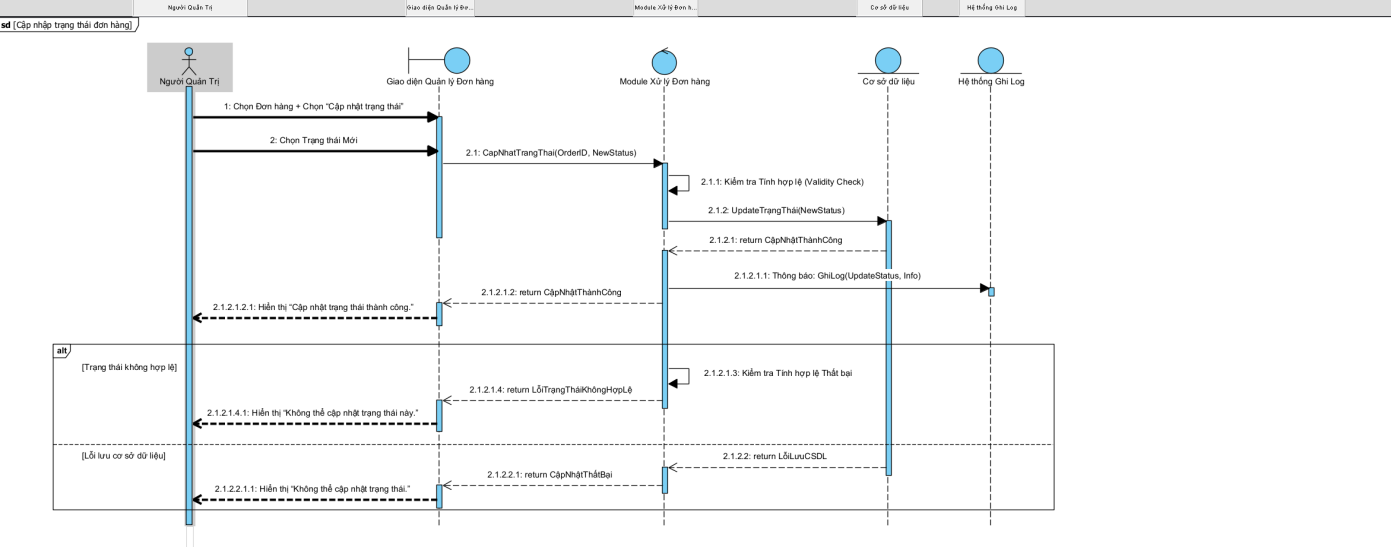 Người Quản Trị
Giao diện Quản lý Đơ...
Module Xử lý Đơn h...
Cơ sở dữ liệu
Hệ thống Ghi Log
sd [Cập nhập trạng thái đơn hàng]
Người Quản Trị
Giao diện Quản lý Đơn hàng
Module Xử lý Đơn hàng
Cơ sở dữ liệu
Hệ thống Ghi Log
1: Chọn Đơn hàng + Chọn “Cập nhật trạng thái”
2: Chọn Trạng thái Mới
2.1: CapNhatTrangThai(OrderID, NewStatus)
2.1.1: Kiểm tra Tính hợp lệ (Validity Check)
2.1.2: UpdateTrạngThái(NewStatus)
2.1.2.1: return CậpNhậtThànhCông
2.1.2.1.1: Thông báo: GhiLog(UpdateStatus, Info)
2.1.2.1.2: return CậpNhậtThànhCông
2.1.2.1.2.1: Hiển thị “Cập nhật trạng thái thành công.”
alt
[Trạng thái không hợp lệ]
2.1.2.1.3: Kiểm tra Tính hợp lệ Thất bại
2.1.2.1.4: return LỗiTrạngTháiKhôngHợpLệ
2.1.2.1.4.1: Hiển thị “Không thể cập nhật trạng thái này.”
[Lỗi lưu cơ sở dữ liệu]
2.1.2.2: return LỗiLưuCSDL
2.1.2.2.1: return CậpNhậtThấtBại
2.1.2.2.1.1: Hiển thị “Không thể cập nhật trạng thái.”